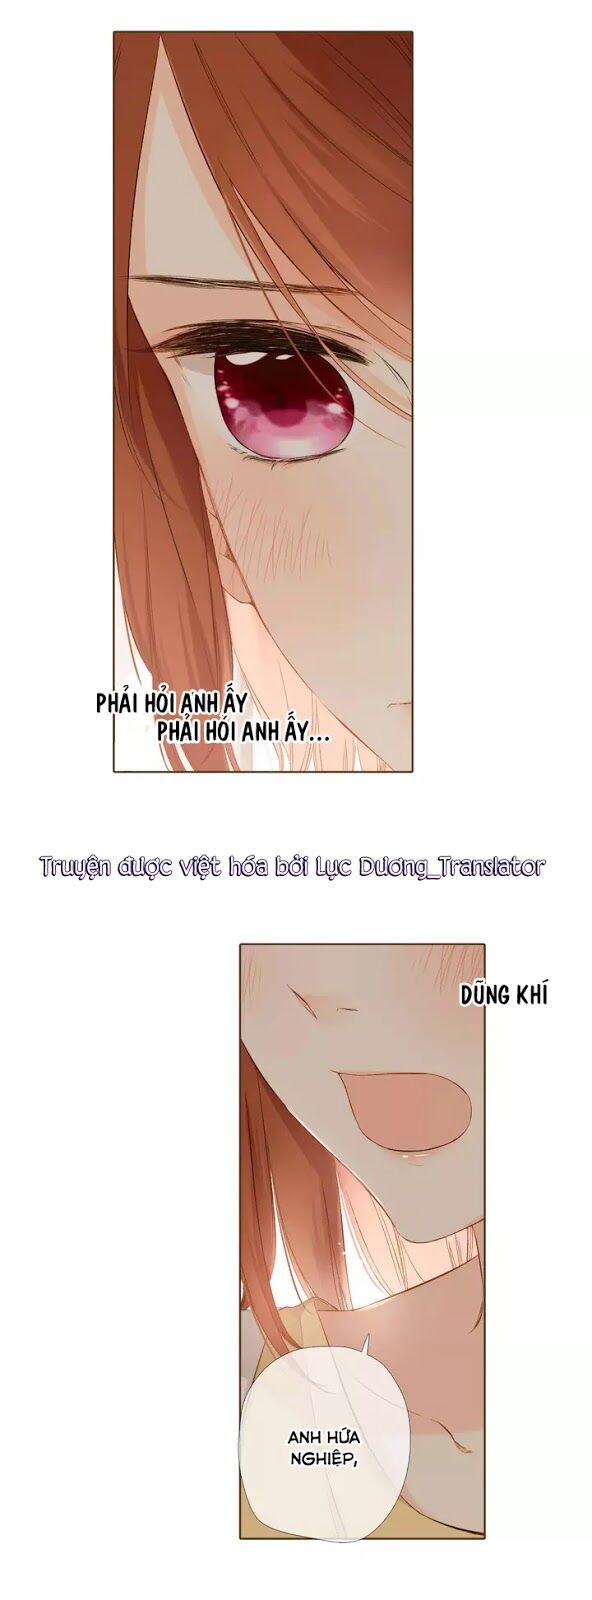 PHẢI HỎI ANH ẤY
PHẢI HỎI ANH ẤY...
Truyện được việt hóa bởi Lục Dương_Translator
DŨNG KHÍ
ANH HỨA
NGHIỆP,